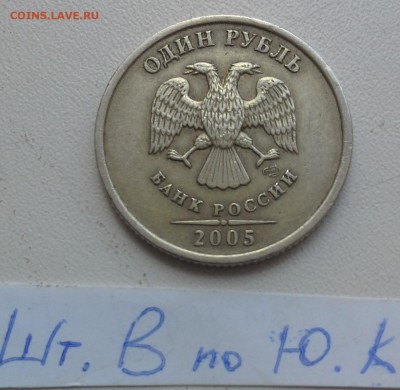 COINS.LAVE.RU
ОДИН РУБЛЬ
БАНК РОССИИ
2005
Шт. В по Ю.К